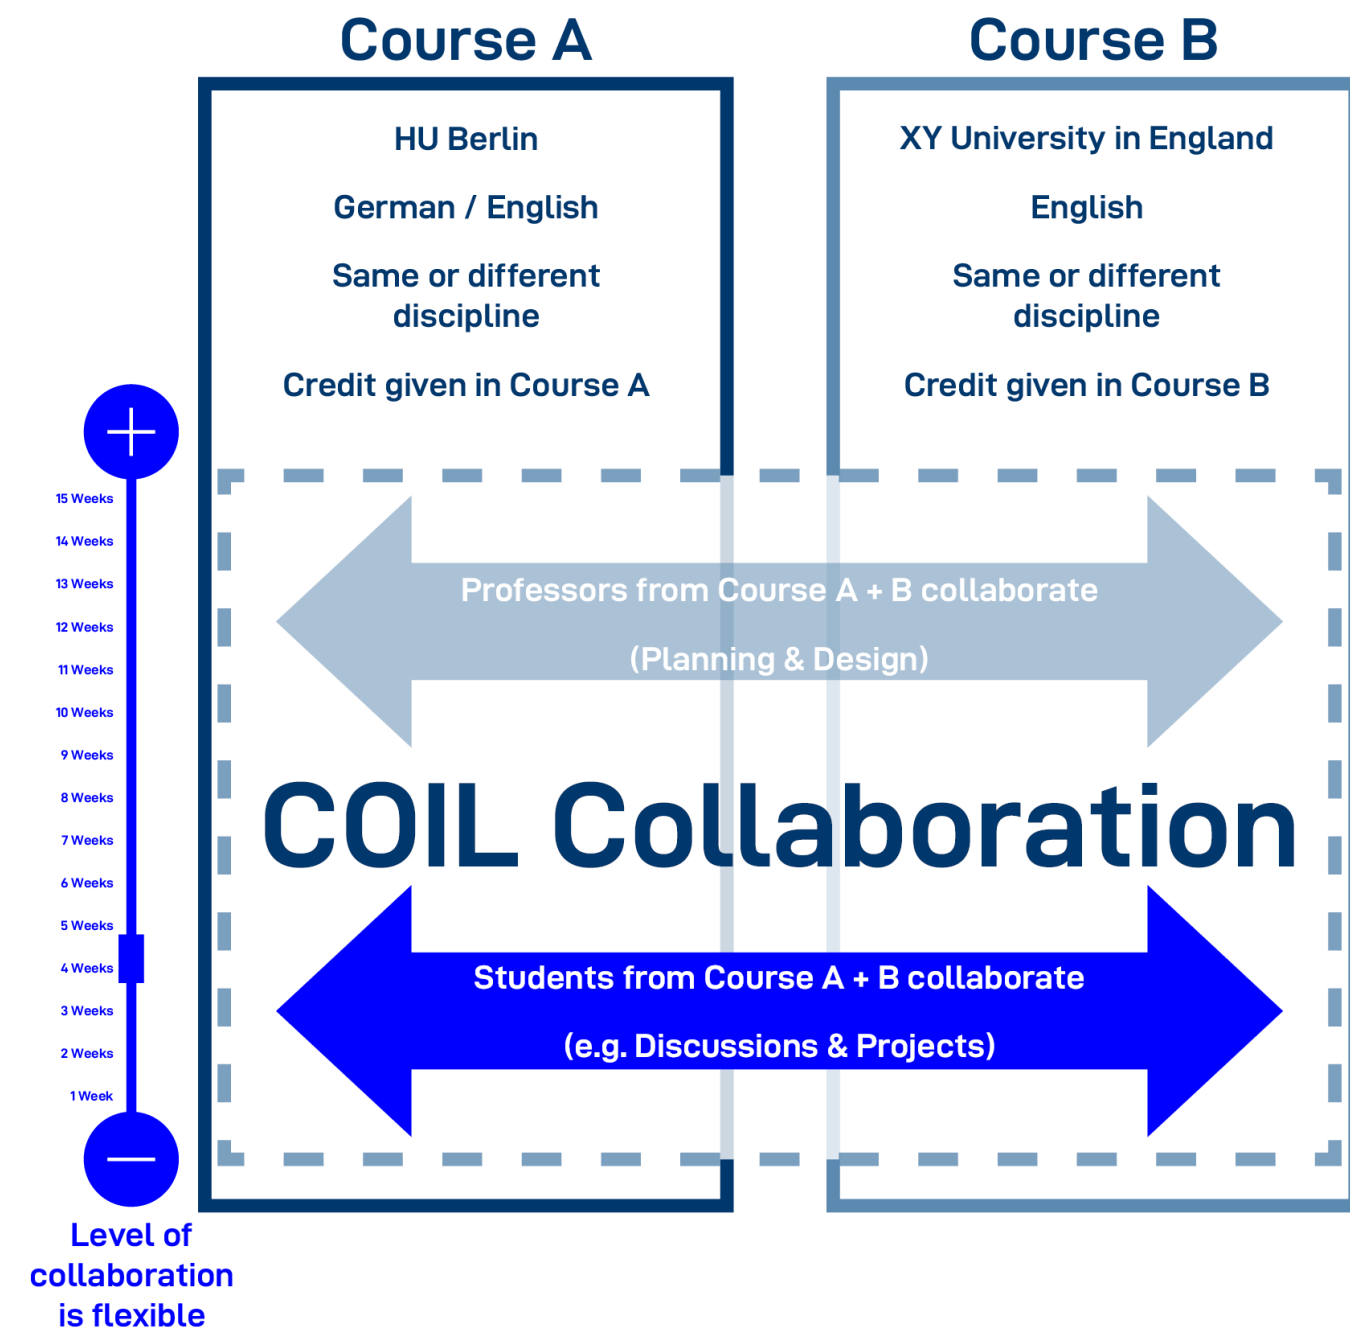 Course A
HU Berlin
German / English
Same or different
discipline
Credit given in Course A
Course B
XY University in England
English
Same or different
discipline
Credit given in Course B
15 Weeks
14 Weeks
13 Weeks
12 Weeks
11 Weeks
10 Weeks
9 Weeks
8 Weeks
7 Weeks
6 Weeks
5 Weeks
4 Weeks
3 Weeks
2 Weeks
1 Week
Level of
collaboration
is flexible
Professors from Course A + B collaborate
(Planning & Design)
COIL Collaboration
Students from Course A + B collaborate
(e.g. Discussions & Projects)